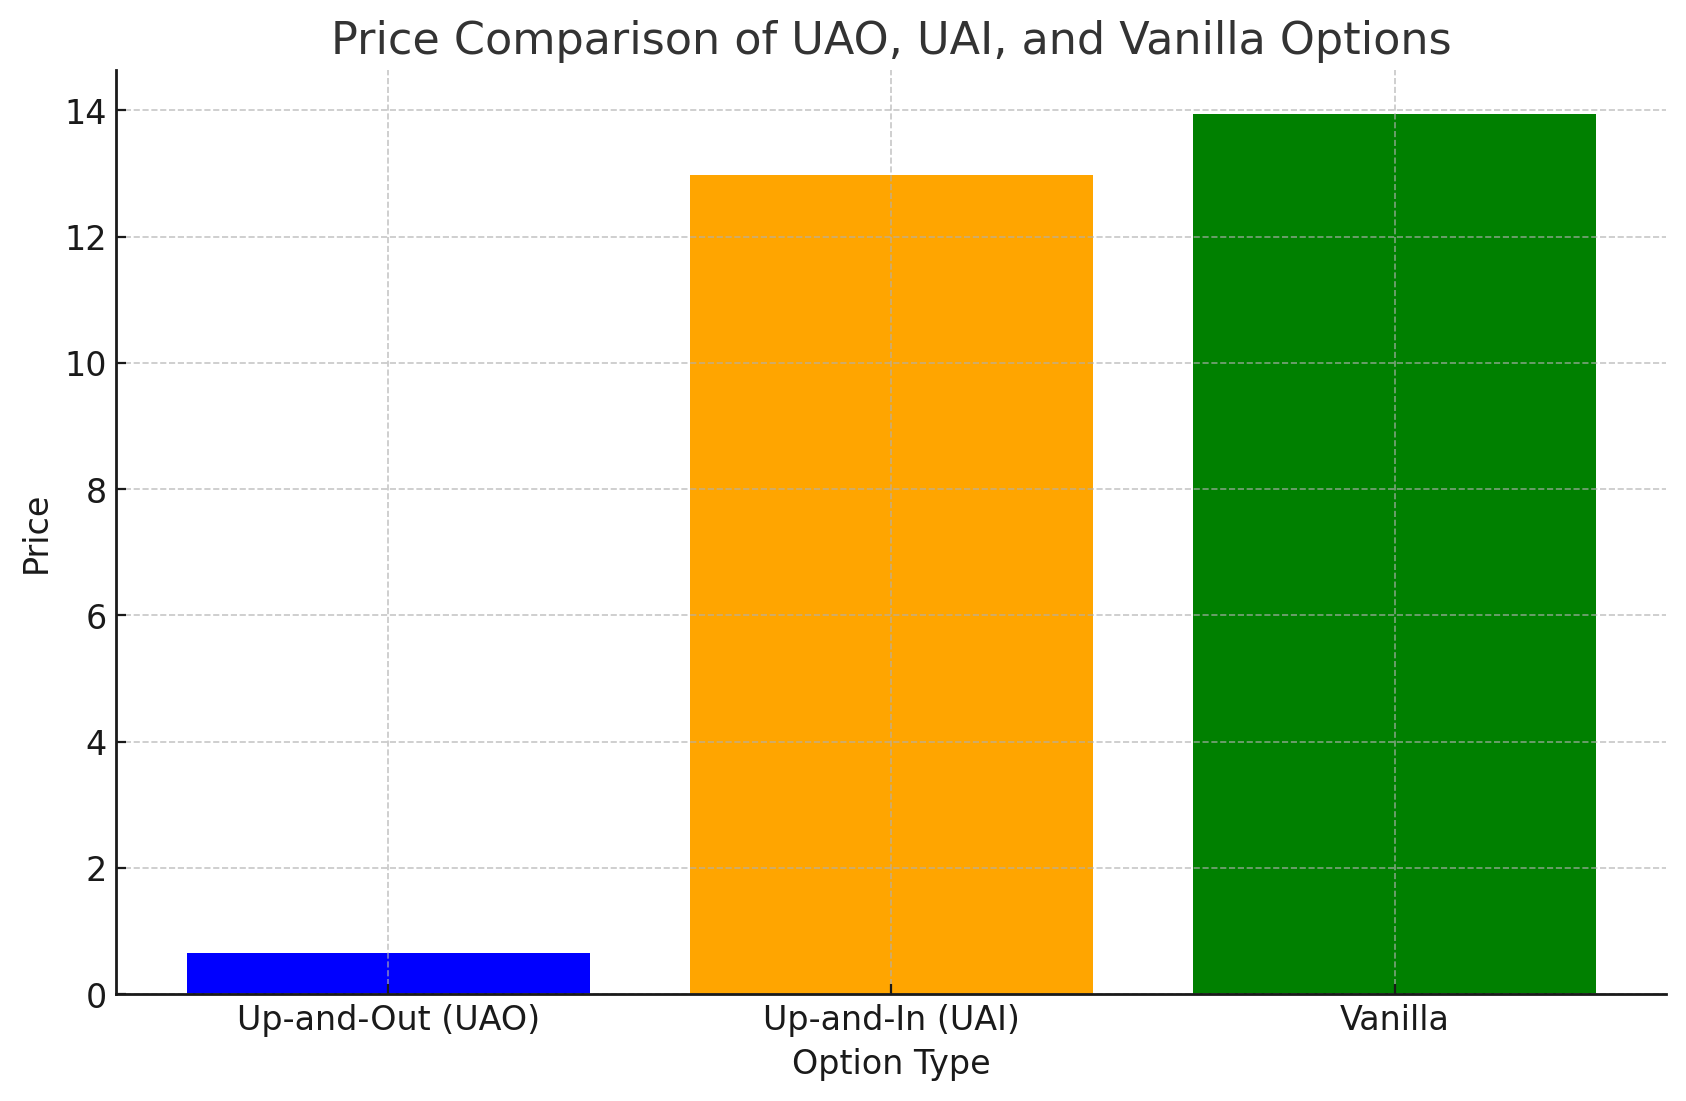 Price Comparison of UAO, UAI, and Vanilla Options
14
12
10
8
6
4
2
0
Price
Up-and-Out (UAO)
Up-and-In (UAI)
Vanilla
Option Type